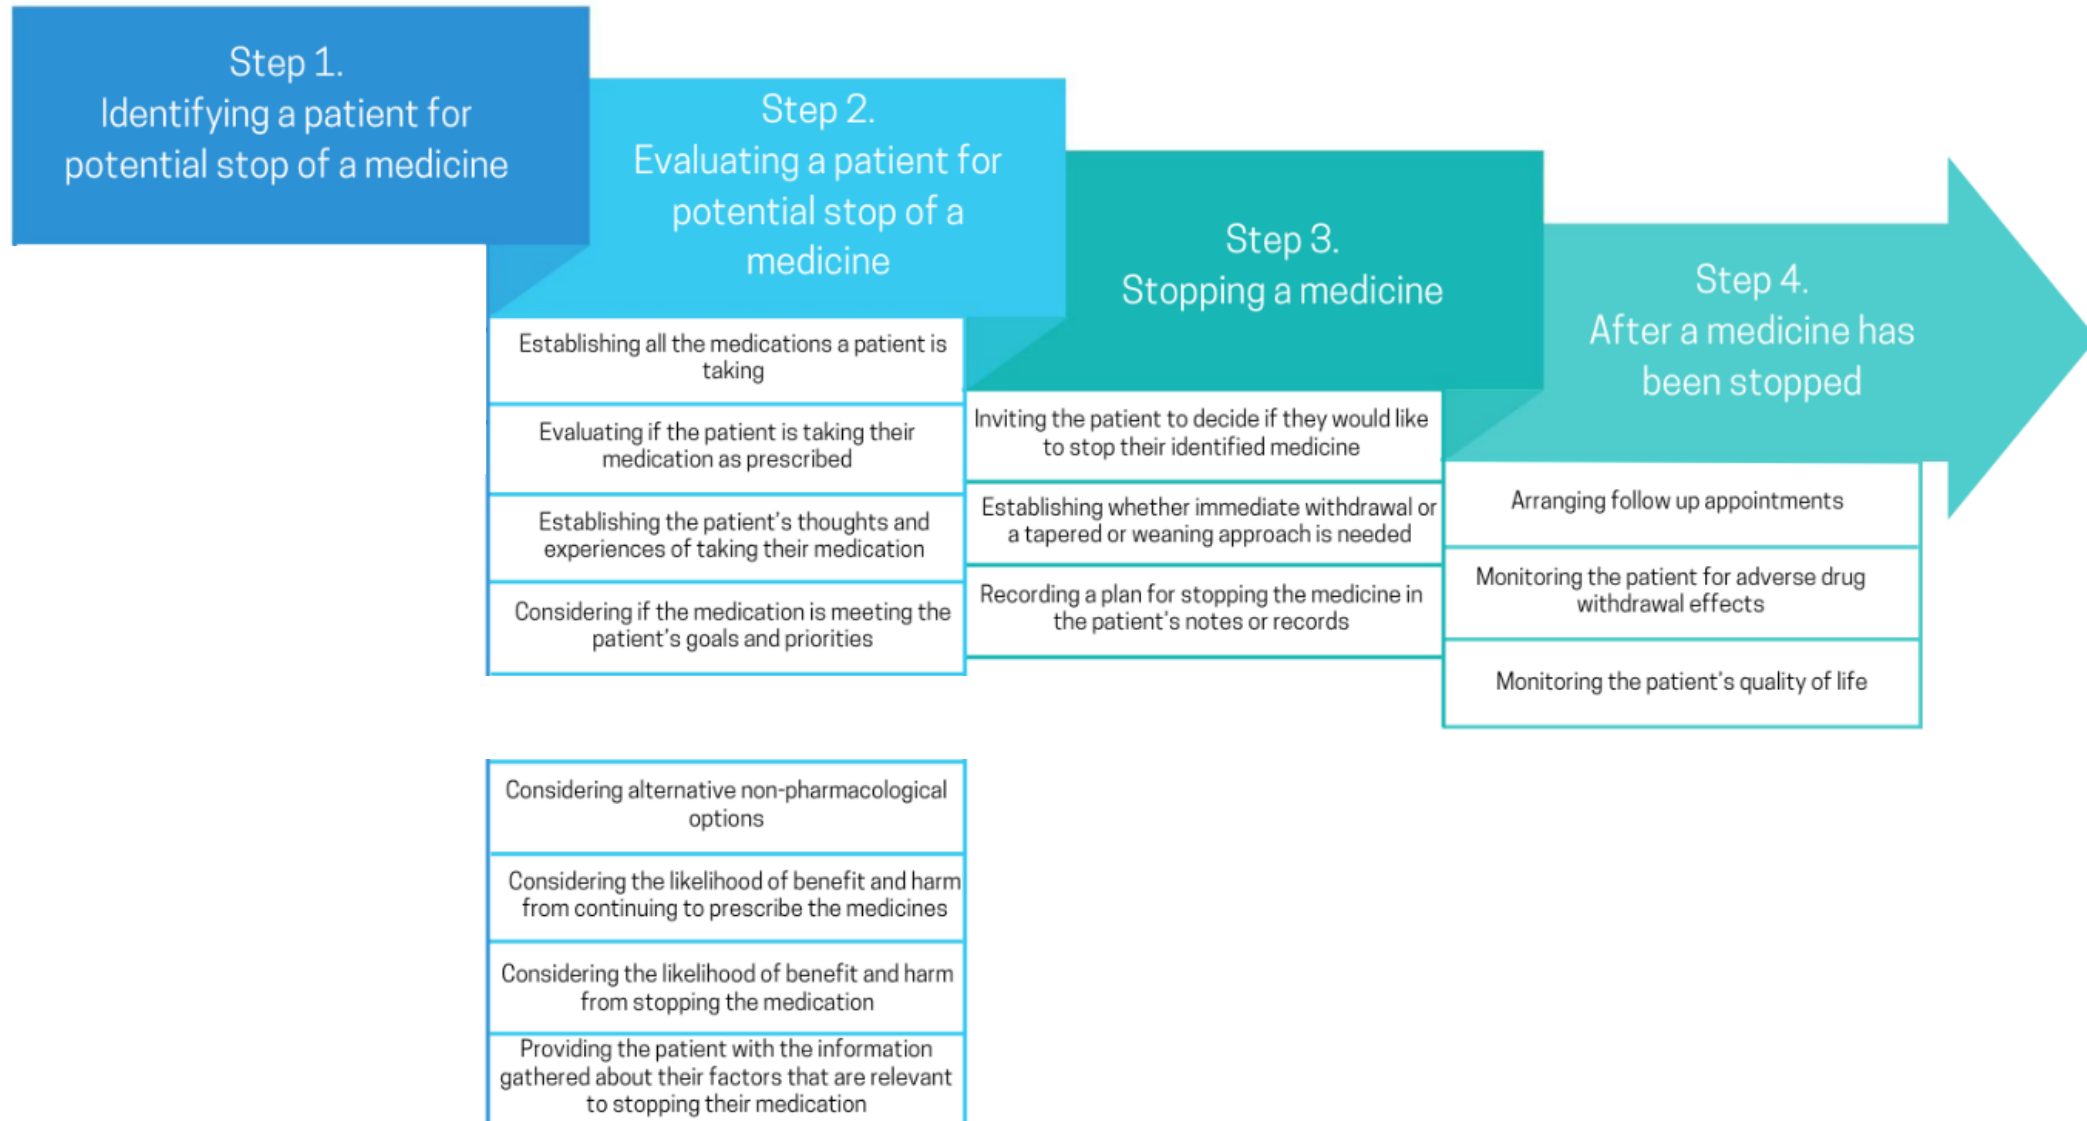 Step 1.
Identifying a patient for
potential stop of a medicine
Step 2.
Evaluating a patient for
potential stop of a
medicine
Establishing all the medications a patient is
taking
Evaluating if the patient is taking their
medication as prescribed
Establishing the patient's thoughts and
experiences of taking their medication
Considering if the medication is meeting the
patient's goals and priorities
Considering alternative non-pharmacological
options
Considering the likelihood of benefit and harm
from continuing to prescribe the medicines
Considering the likelihood of benefit and harm
from stopping the medication
Providing the patient with the information
gathered about their factors that are relevant
to stopping their medication
Step 3.
Stopping a medicine
Inviting the patient to decide if they would like
to stop their identified medicine
Establishing whether immediate withdrawal or
a tapered or weaning approach is needed
Recording a plan for stopping the medicine in
the patient's notes or records
Step 4.
After a medicine has
been stopped
Arranging follow up appointments
Monitoring the patient for adverse drug
withdrawal effects
Monitoring the patient's quality of life